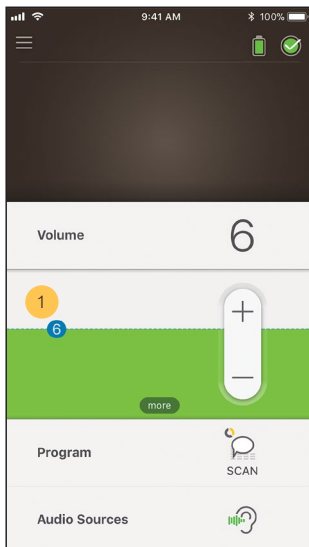 9:41 AM
100%
Volume
6
1
6
more
Program
SCAN
Audio Sources